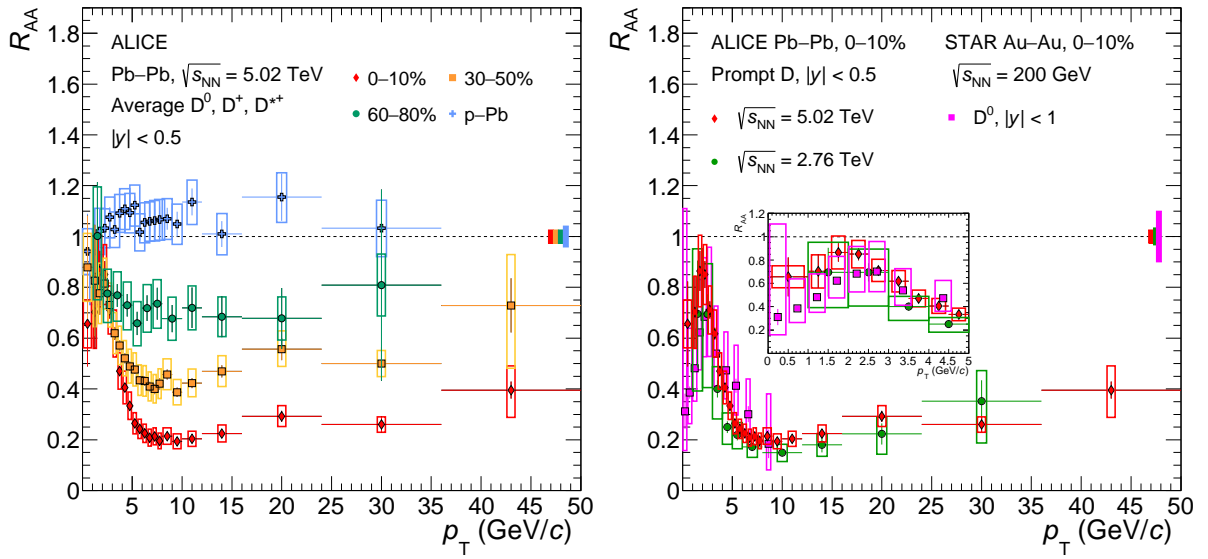 R_AA
1.8
1.6
1.4
1.2
1
0.8
0.6
0.4
0.2
0
ALICE
Pb–Pb, √s_NN = 5.02 TeV
Average D⁰, D⁺, D*⁺
|y| < 0.5
0–10%
30–50%
60–80%
p–Pb
5 10 15 20 25 30 35 40 45 50
p_T (GeV/c)
R_AA
1.8
1.6
1.4
1.2
1
0.8
0.6
0.4
0.2
0
ALICE Pb–Pb, 0–10%
Prompt D, |y| < 0.5
√s_NN = 5.02 TeV
√s_NN = 2.76 TeV
STAR Au–Au, 0–10%
√s_NN = 200 GeV
D⁰, |y| < 1
R_AA
1.2
1
0.8
0.6
0.4
0.2
0 0.5 1 1.5 2 2.5 3 3.5 4 4.5 5
p_T (GeV/c)
5 10 15 20 25 30 35 40 45 50
p_T (GeV/c)